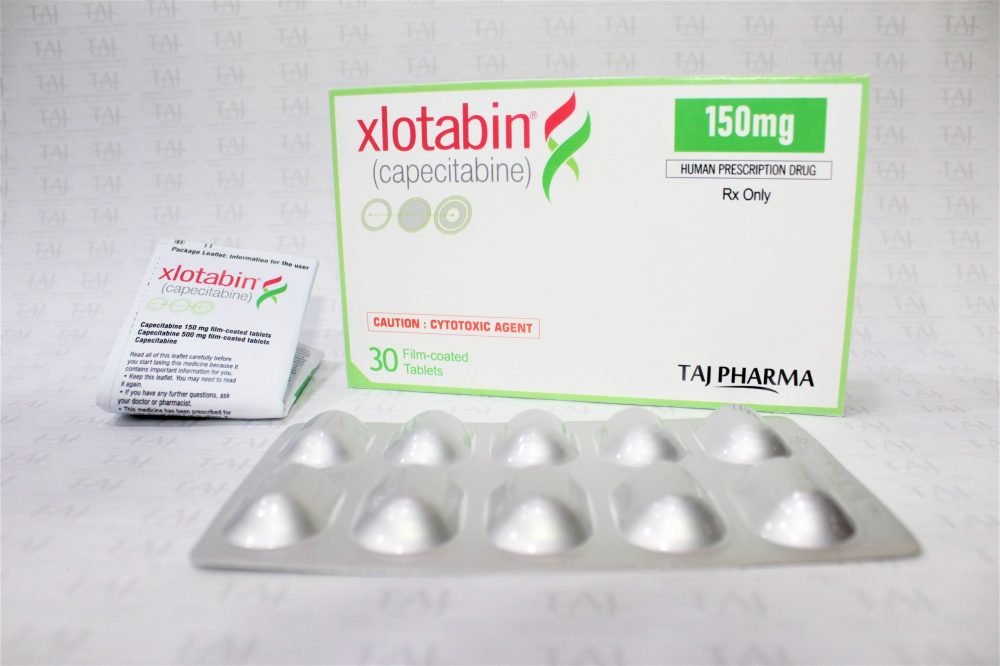 xlotabin®
(capecitabine)
150mg
HUMAN PRESCRIPTION DRUG
Rx Only
CAUTION : CYTOTOXIC AGENT
30 Film-coated
Tablets
TAJ PHARMA
Package Leaflet: Information for the user
xlotabin®
(capecitabine)
Capecitabine 150 mg film-coated tablets
Capecitabine 500 mg film-coated tablets
Capecitabine
Read all of this leaflet carefully before
you start taking this medicine because it
contains important information for you.
• Keep this leaflet. You may need to read
it again.
• If you have any further questions, ask
your doctor or pharmacist.
• This medicine has been prescribed for
TAJ